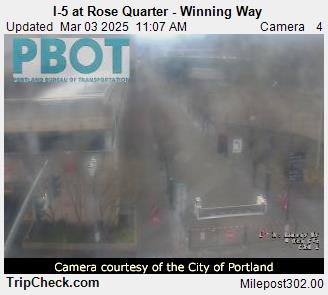 I-5 at Rose Quarter - Winning Way
Updated Mar 03 2025 11:07 AM Camera 4
PBOT
PORTLAND BUREAU OF TRANSPORTATION
Camera courtesy of the City of Portland
TripCheck.com Milepost302.00